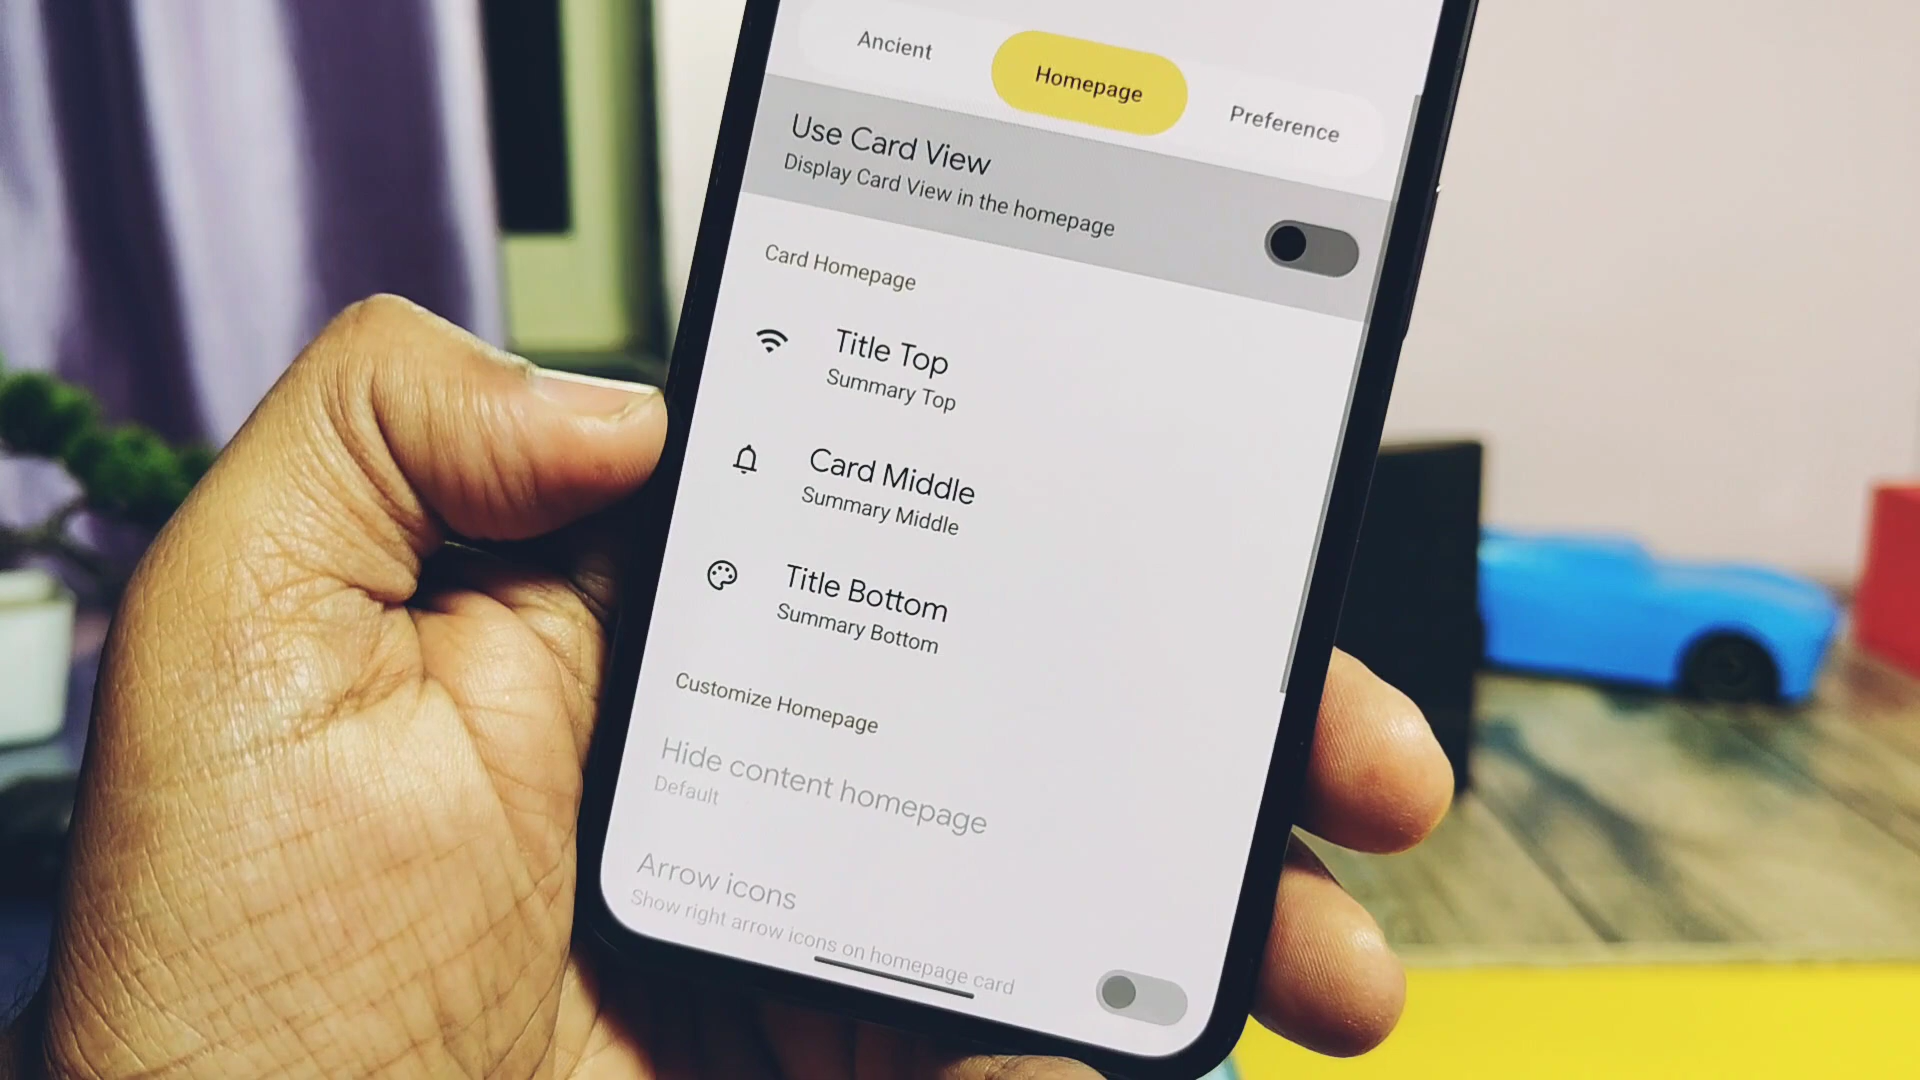 Ancient
Homepage
Preference
Use Card View
Display Card View in the homepage
Card Homepage
Title Top
Summary Top
Card Middle
Summary Middle
Title Bottom
Summary Bottom
Customize Homepage
Hide content homepage
Default
Arrow icons
Show right arrow icons on homepage card